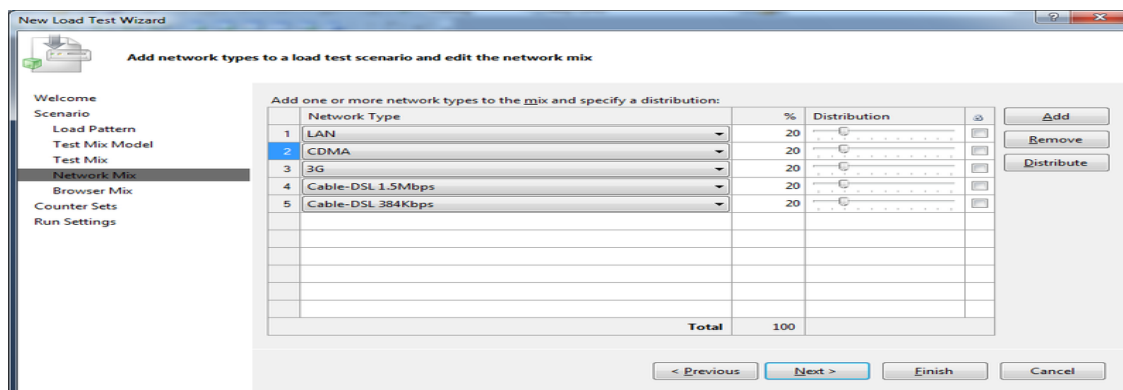 New Load Test Wizard
Add network types to a load test scenario and edit the network mix
Welcome
Scenario
Load Pattern
Test Mix Model
Test Mix
Network Mix
Browser Mix
Counter Sets
Run Settings
Add one or more network types to the mix and specify a distribution:
Network Type % Distribution
1 LAN 20
2 CDMA 20
3 3G 20
4 Cable-DSL 1.5Mbps 20
5 Cable-DSL 384Kbps 20
Total 100
Add
Remove
Distribute
< Previous Next > Finish Cancel